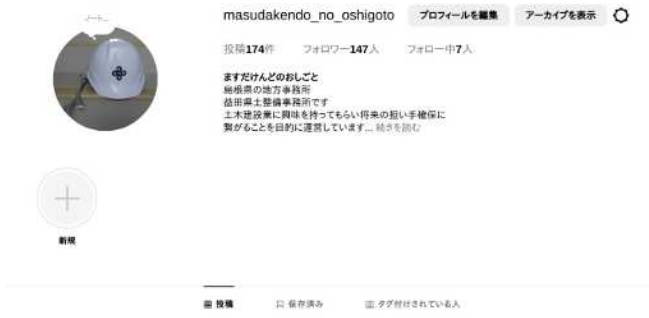 ノート...
masudakendo_no_oshigoto プロフィールを編集 アーカイブを表示
投稿174件 フォロワー147人 フォロー中7人
ますだけんどのおしごと
島根県の地方事務所
益田県土整備事務所です
土木建設業に興味を持ってもらい将来の担い手確保に
繋がることを目的に運営しています... 続きを読む
新規
投稿 保存済み タグ付けされている人